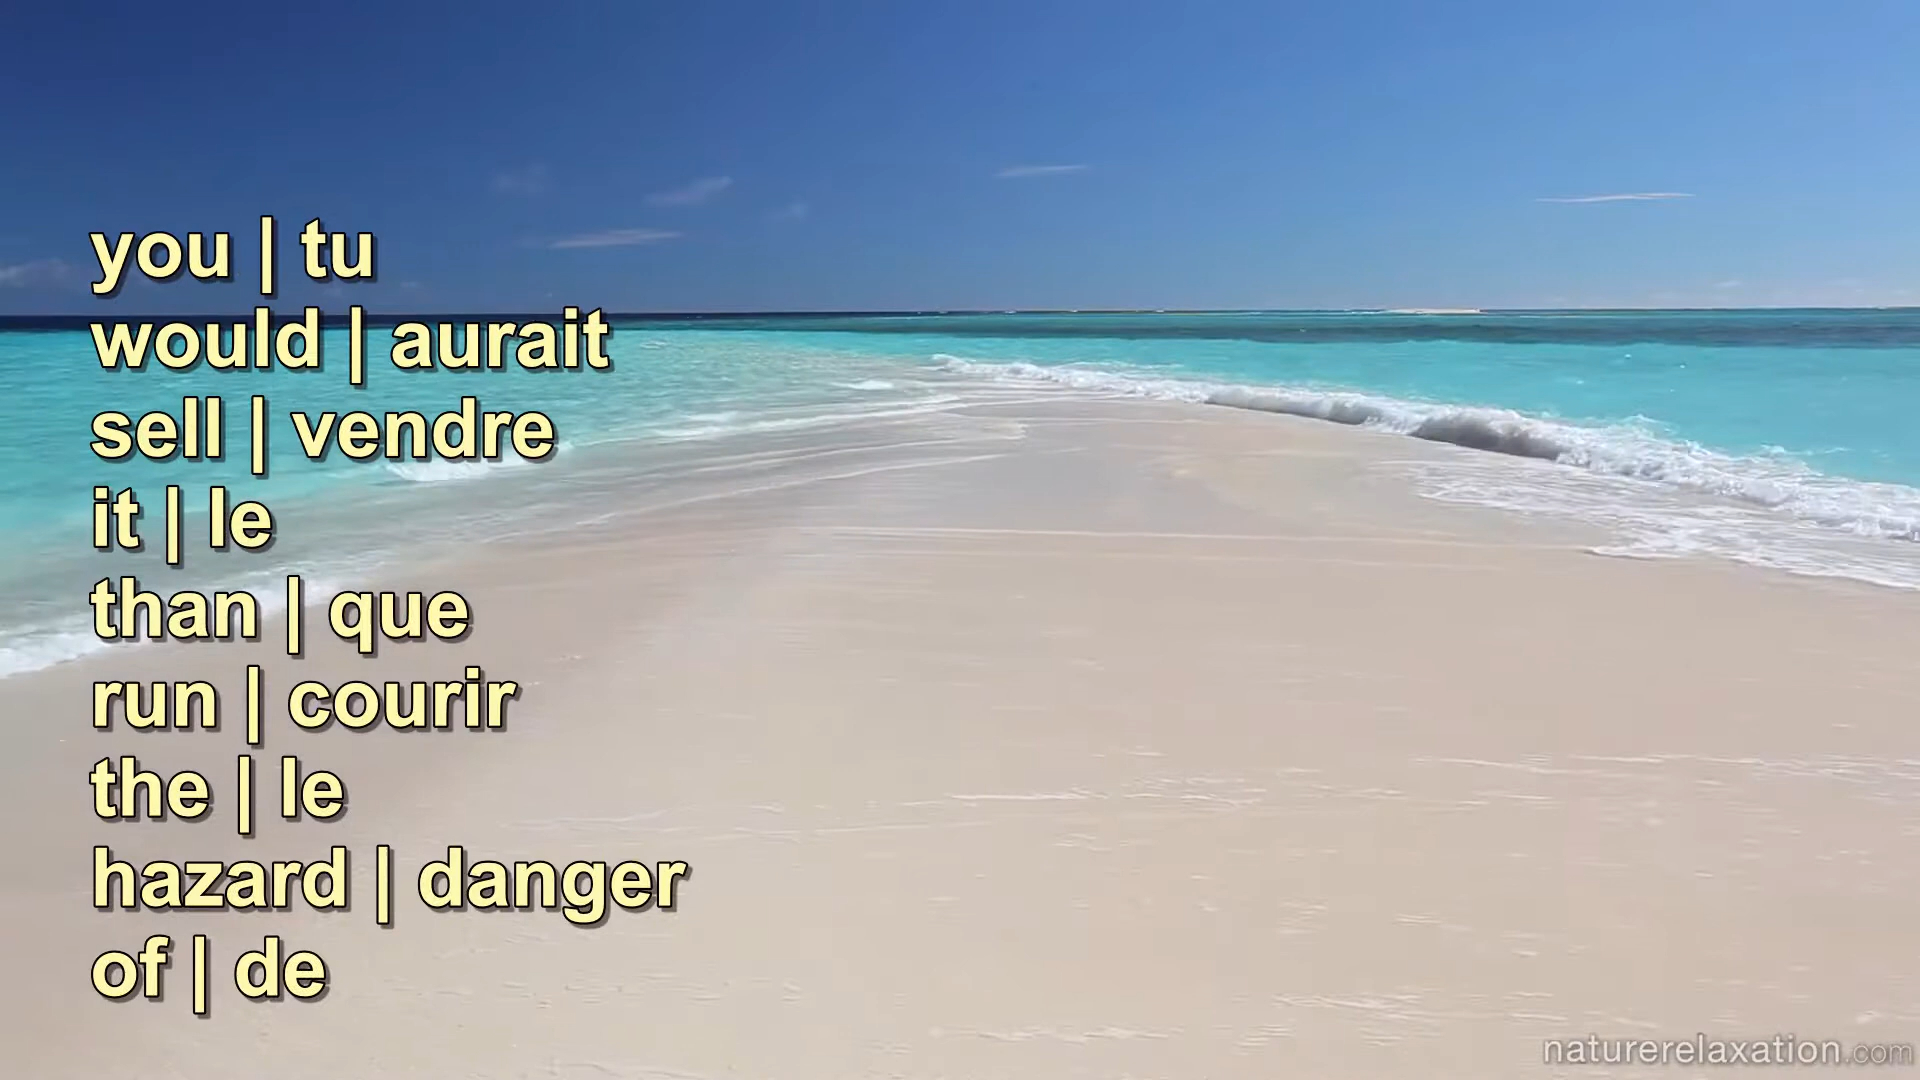 you | tu
would | aurait
sell | vendre
it | le
than | que
run | courir
the | le
hazard | danger
of | de
naturerelaxation.com